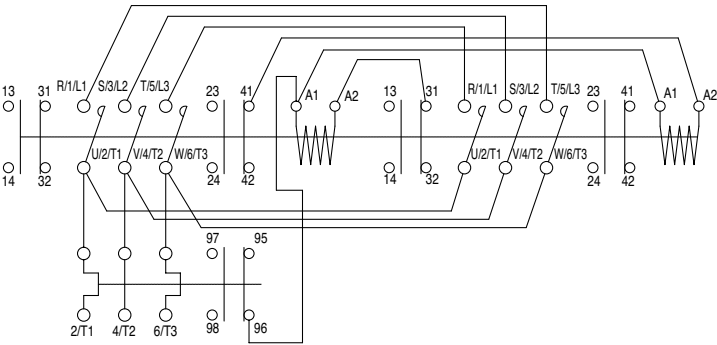 13 31 R/1/L1 S/3/L2 T/5/L3 23 41 A1 A2 13 31 R/1/L1 S/3/L2 T/5/L3 23 41 A1 A2
14 32 U/2/T1 V/4/T2 W/6/T3 24 42 14 32 U/2/T1 V/4/T2 W/6/T3 24 42
97 95
2/T1 4/T2 6/T3 98 96